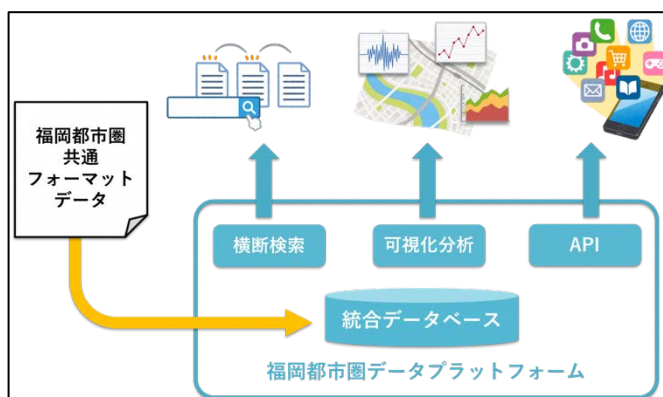 福岡都市圏
共通
フォーマット
データ
横断検索
可視化分析
API
統合データベース
福岡都市圏データプラットフォーム